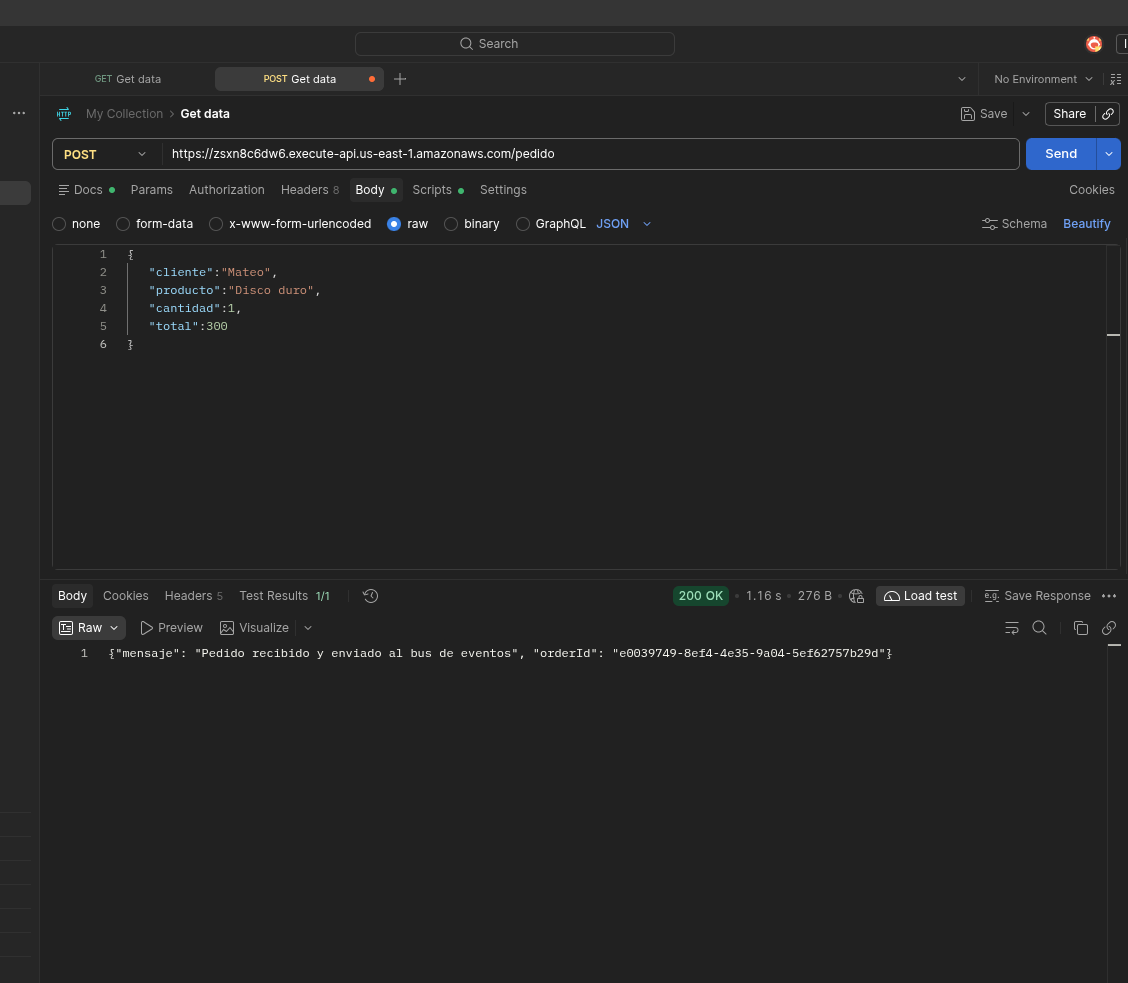 Search
GET Get data
POST Get data
No Environment
HTTP My Collection > Get data
Save
Share
POST
https://zsxn8c6dw6.execute-api.us-east-1.amazonaws.com/pedido
Send
Docs Params Authorization Headers 8 Body Scripts Settings Cookies
none form-data x-www-form-urlencoded raw binary GraphQL JSON Schema Beautify
1 {
2 "cliente":"Mateo",
3 "producto":"Disco duro",
4 "cantidad":1,
5 "total":300
6 }
Body Cookies Headers 5 Test Results 1/1 200 OK • 1.16 s • 276 B • Load test e.g. Save Response
Raw Preview Visualize
1 {"mensaje": "Pedido recibido y enviado al bus de eventos", "orderId": "e0039749-8ef4-4e35-9a04-5ef62757b29d"}